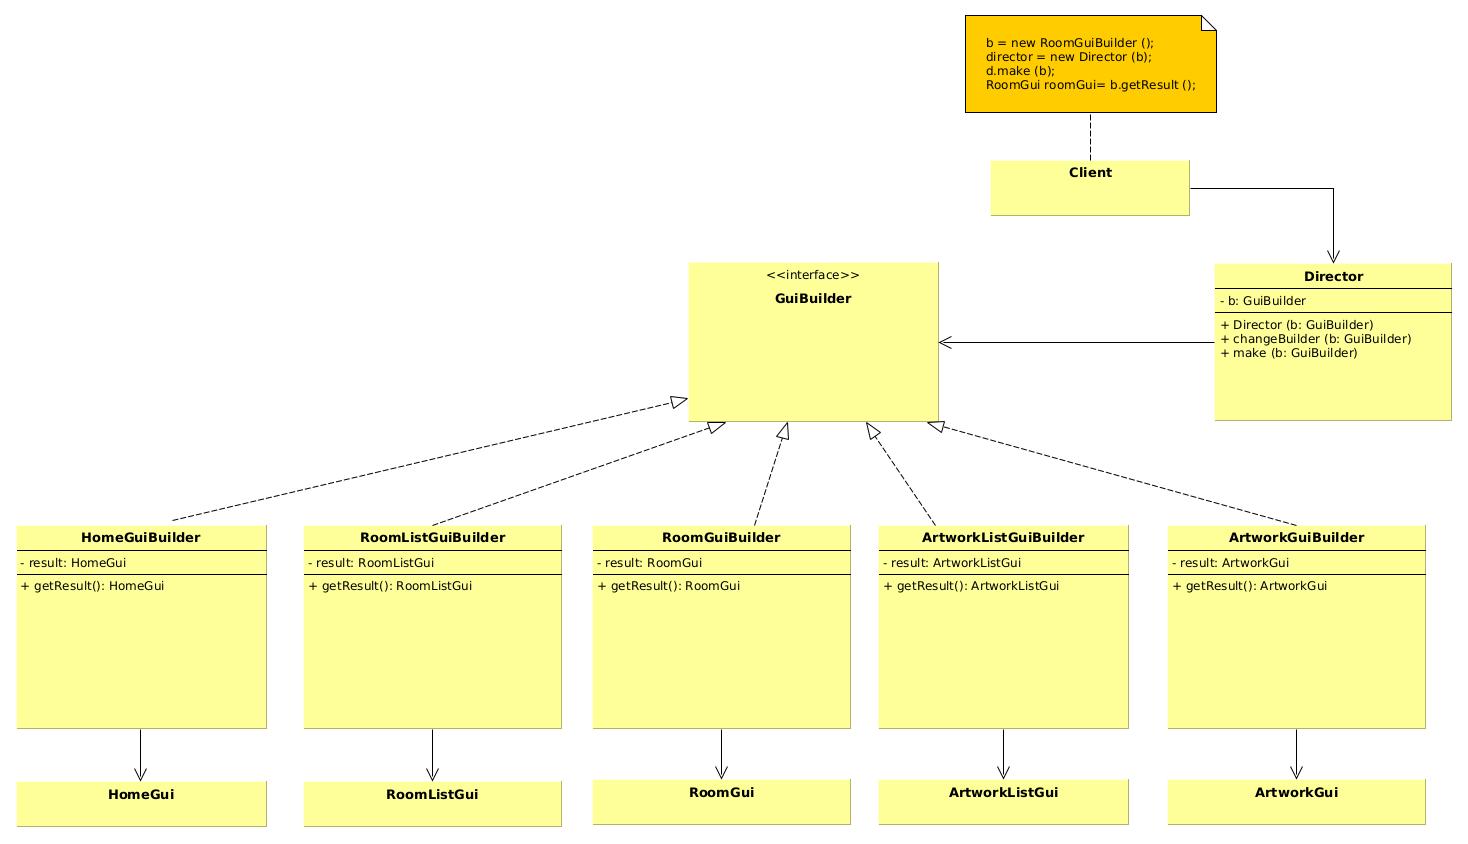 b = new RoomGuiBuilder ();
director = new Director (b);
d.make (b);
RoomGui roomGui= b.getResult ();
Client
<<interface>>
GuiBuilder
Director
- b: GuiBuilder
+ Director (b: GuiBuilder)
+ changeBuilder (b: GuiBuilder)
+ make (b: GuiBuilder)
HomeGuiBuilder
- result: HomeGui
+ getResult(): HomeGui
RoomListGuiBuilder
- result: RoomListGui
+ getResult(): RoomListGui
RoomGuiBuilder
- result: RoomGui
+ getResult(): RoomGui
ArtworkListGuiBuilder
- result: ArtworkListGui
+ getResult(): ArtworkListGui
ArtworkGuiBuilder
- result: ArtworkGui
+ getResult(): ArtworkGui
HomeGui
RoomListGui
RoomGui
ArtworkListGui
ArtworkGui